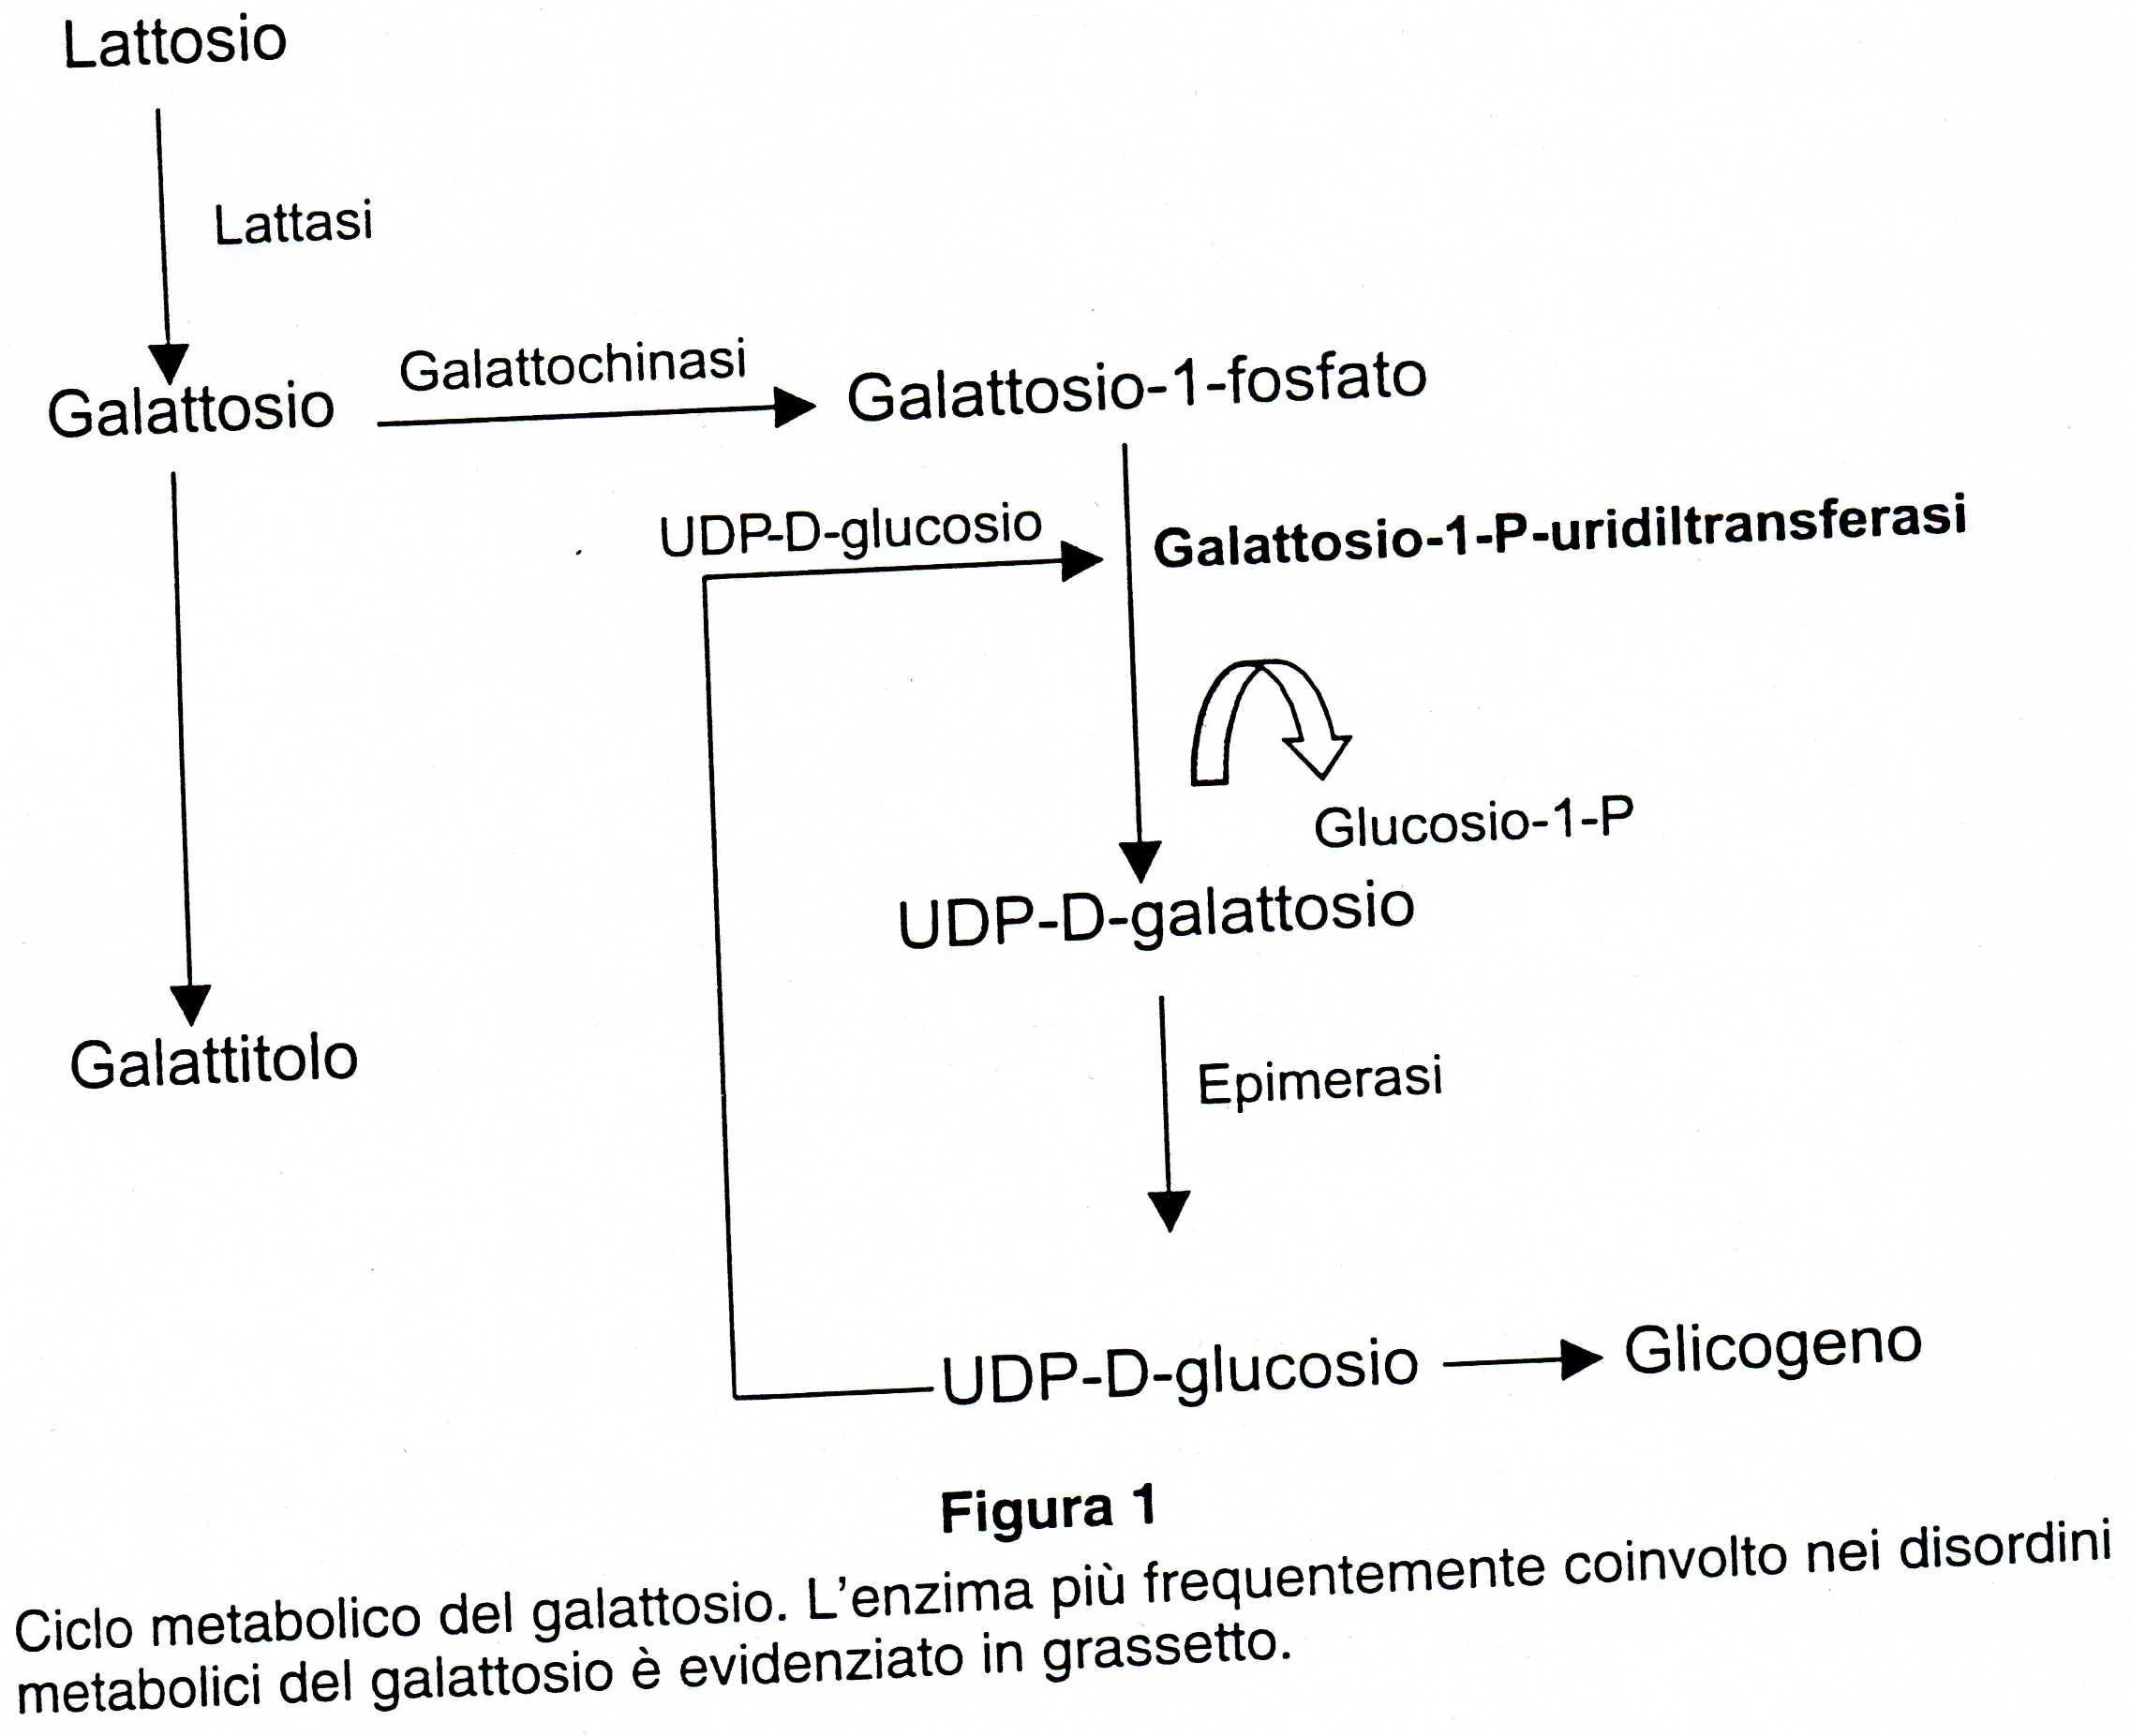 Lattosio
Lattasi
Galattosio
Galattochinasi
Galattosio-1-fosfato
UDP-D-glucosio
Galattosio-1-P-uridiltransferasi
Glucosio-1-P
UDP-D-galattosio
Galattitolo
Epimerasi
UDP-D-glucosio
Glicogeno
Figura 1
Ciclo metabolico del galattosio. L'enzima più frequentemente coinvolto nei disordini
metabolici del galattosio è evidenziato in grassetto.